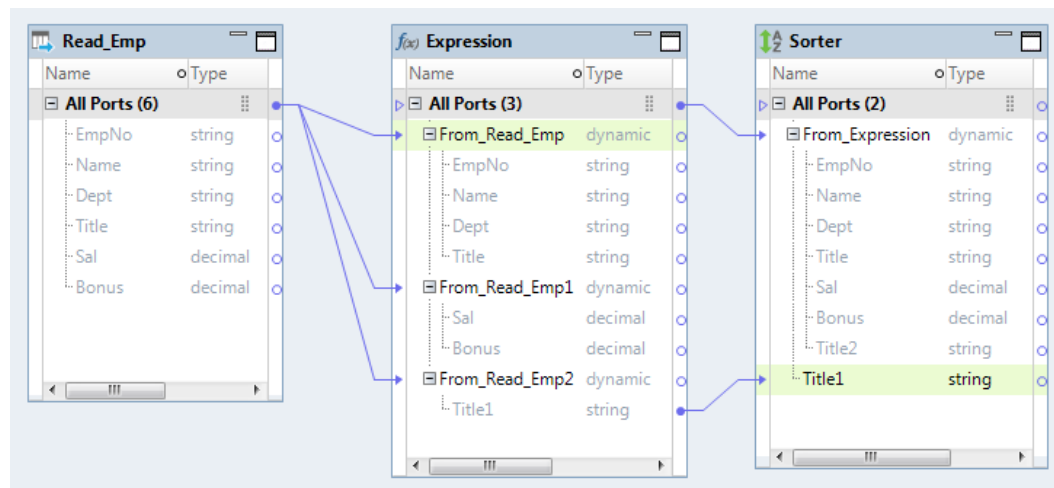 Read_Emp
Name Type
All Ports (6)
EmpNo string
Name string
Dept string
Title string
Sal decimal
Bonus decimal
f(x) Expression
Name Type
All Ports (3)
From_Read_Emp dynamic
EmpNo string
Name string
Dept string
Title string
From_Read_Emp1 dynamic
Sal decimal
Bonus decimal
From_Read_Emp2 dynamic
Title1 string
A Z Sorter
Name Type
All Ports (2)
From_Expression dynamic
EmpNo string
Name string
Dept string
Title string
Sal decimal
Bonus decimal
Title2 string
Title1 string